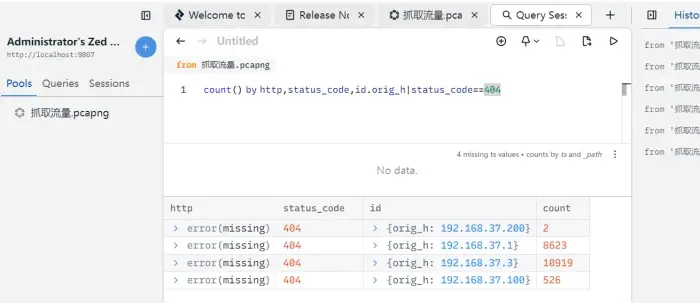 Welcome tc
Release No
抓取流量.pca
Query Ses
Histor
Administrator's Zed ...
http://localhost:9867
Untitled
from '抓取流
from 抓取流量.pcapng
from '抓取流
Pools Queries Sessions
from '抓取流
1 count() by http,status_code,id.orig_h|status_code==404
抓取流量.pcapng
from '抓取流
from '抓取流
from '抓取流
4 missing ts values • counts by ts and _path
No data.
http status_code id count
error(missing) 404 {orig_h: 192.168.37.200} 2
error(missing) 404 {orig_h: 192.168.37.1} 8623
error(missing) 404 {orig_h: 192.168.37.3} 10919
error(missing) 404 {orig_h: 192.168.37.100} 526